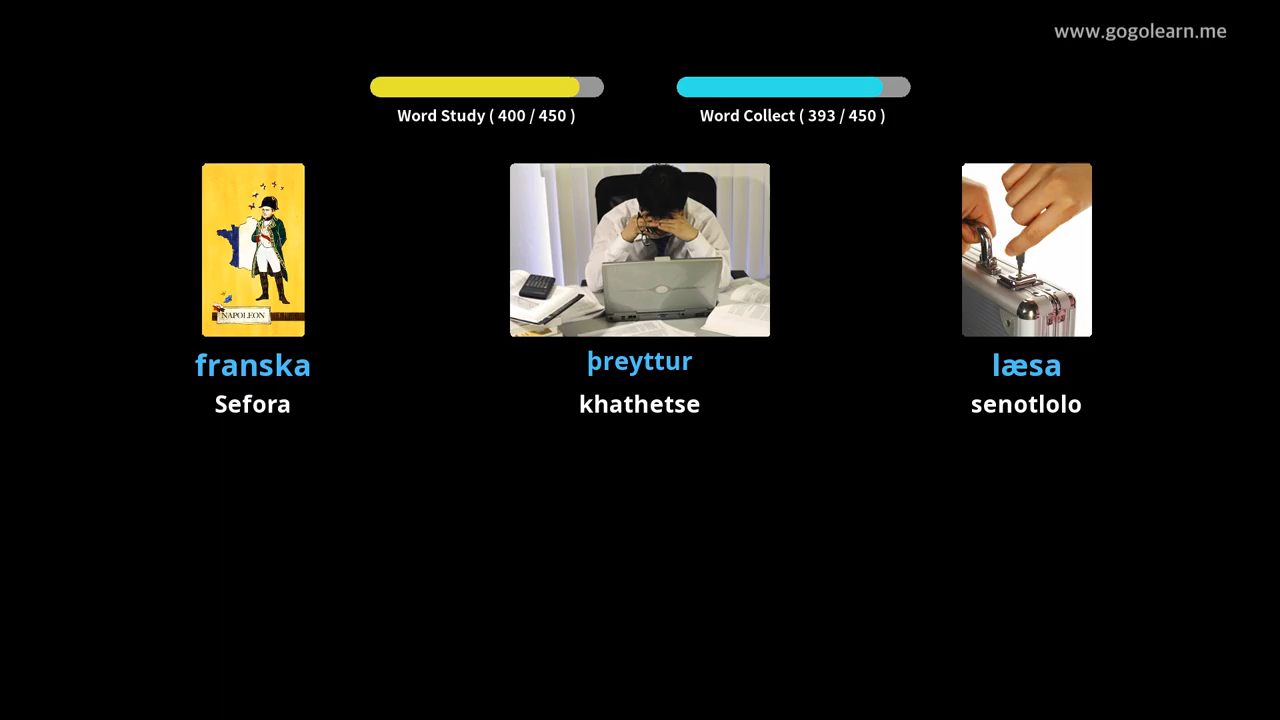 www.gogolearn.me
Word Study ( 400 / 450 )
Word Collect ( 393 / 450 )
NAPOLEON
franska
þreyttur
læsa
Sefora
khathetse
senotlolo